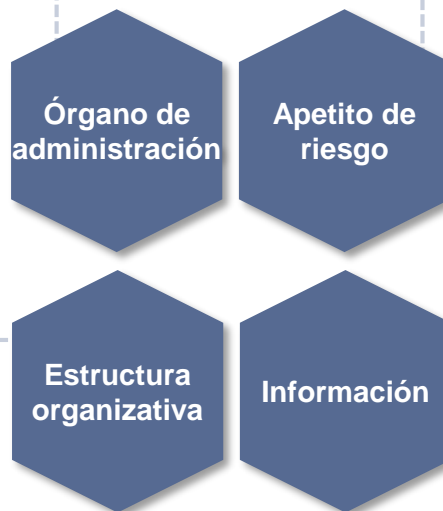 Órgano de
administración
Apetito de
riesgo
Estructura
organizativa
Información